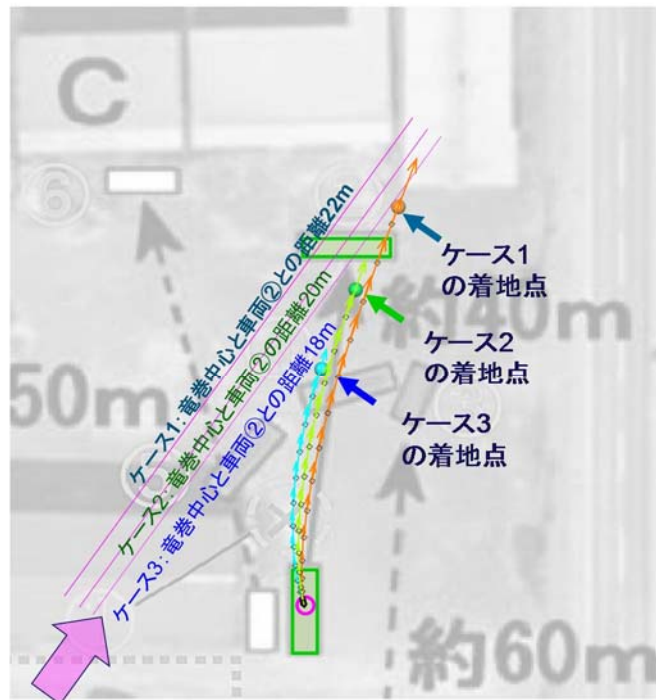 C
⑥
ケース1：竜巻中心と車両②との距離22m
ケース2：竜巻中心と車両②の距離20m
ケース3：竜巻中心と車両②との距離18m
ケース1
の着地点
約40m
ケース2
の着地点
50m
ケース3
の着地点
約60m